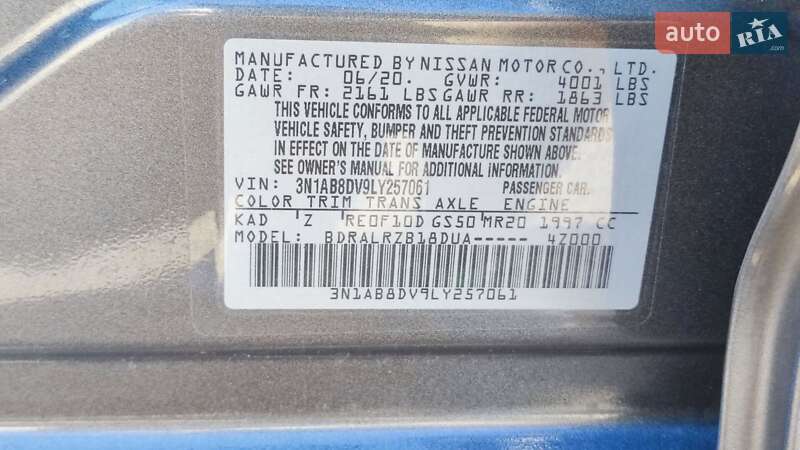 auto RIA.com
MANUFACTURED BY NISSAN MOTOR CO., LTD.
DATE: 06/20. GVWR: 4001 LBS
GAWR FR: 2161 LBS GAWR RR: 1863 LBS
THIS VEHICLE CONFORMS TO ALL APPLICABLE FEDERAL MOTOR
VEHICLE SAFETY, BUMPER AND THEFT PREVENTION STANDARDS
IN EFFECT ON THE DATE OF MANUFACTURE SHOWN ABOVE.
SEE OWNER'S MANUAL FOR ADDITIONAL INFORMATION.
VIN: 3N1AB8DV9LY257061 PASSENGER CAR.
COLOR TRIM TRANS AXLE ENGINE
KAD Z RE0F10D GS50 MR20 1997 CC
MODEL: BDRALRZB18DUA----- 4Z000
3N1AB8DV9LY257061